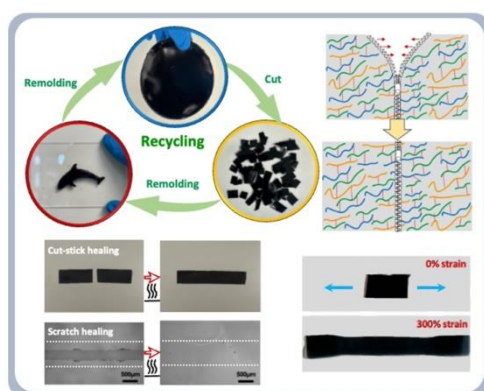 Remolding
Cut
Recycling
Remolding
Cut-stick healing
Scratch healing
500μm
500μm
0% strain
300% strain